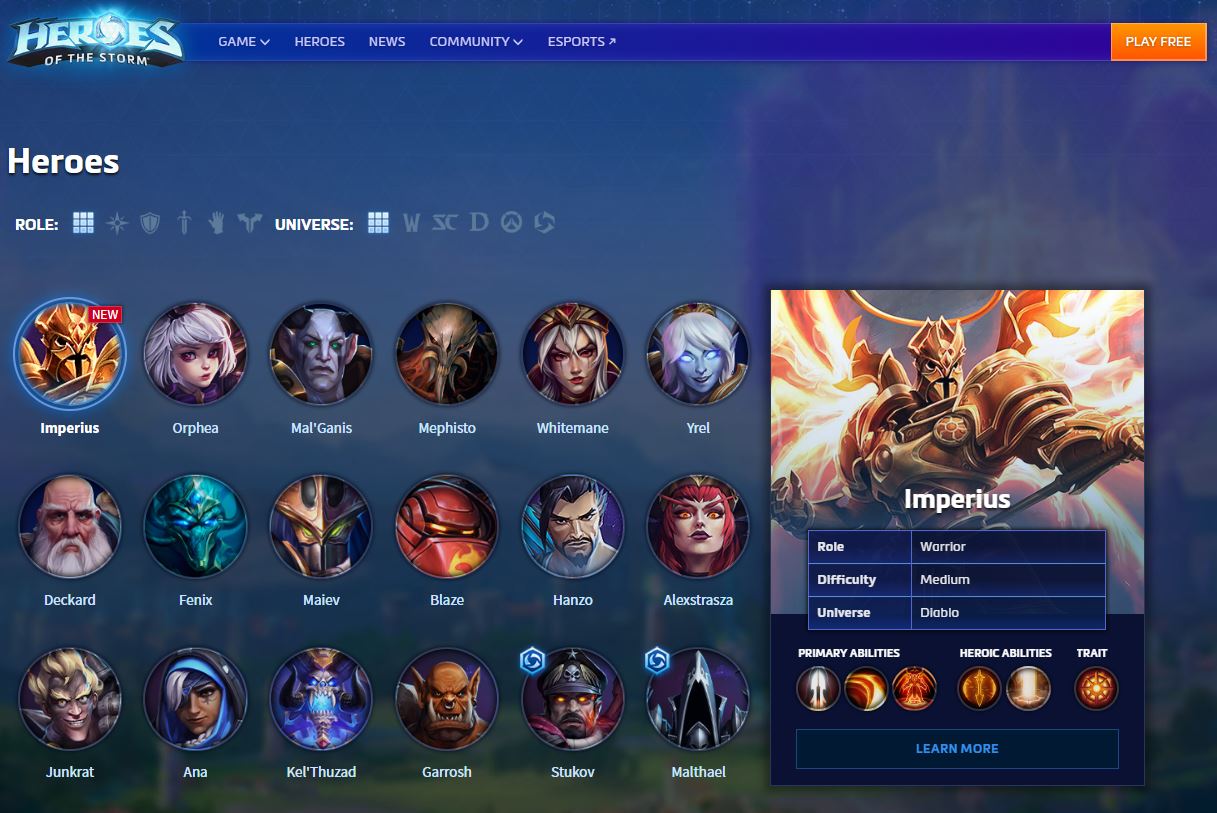 HEROES
OF THE STORM
GAME
HEROES
NEWS
COMMUNITY
ESPORTS
PLAY FREE
Heroes
ROLE:
UNIVERSE:
W SC D
NEW
Imperius
Orphea
Mal'Ganis
Mephisto
Whitemane
Yrel
Deckard
Fenix
Maiev
Blaze
Hanzo
Alexstrasza
Junkrat
Ana
Kel'Thuzad
Garrosh
Stukov
Malthael
Imperius
Role Warrior
Difficulty Medium
Universe Diablo
PRIMARY ABILITIES
HEROIC ABILITIES
TRAIT
LEARN MORE